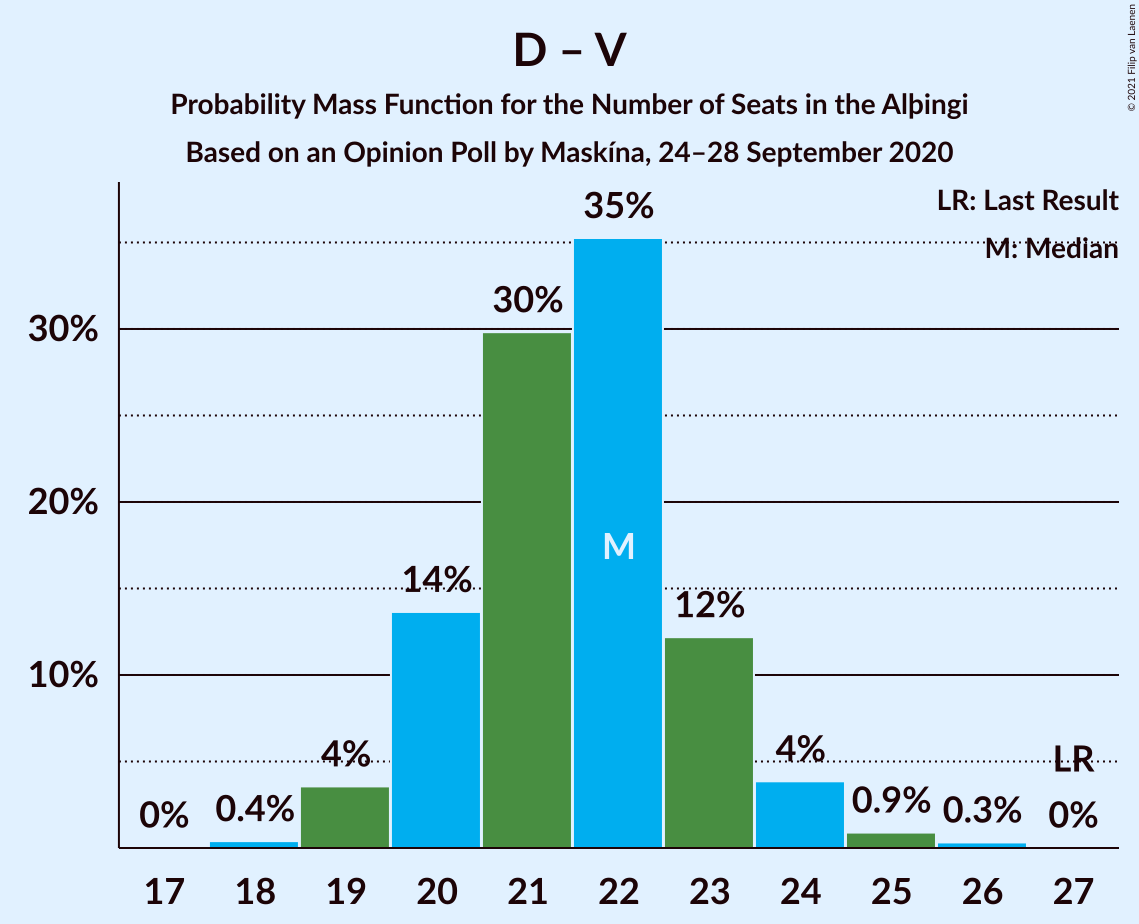 D – V
Probability Mass Function for the Number of Seats in the Alþingi
Based on an Opinion Poll by Maskína, 24–28 September 2020
© 2021 Filip van Laenen
LR: Last Result
M: Median
35%
30%
30%
20%
M
14%
12%
10%
4%
4%
LR
0%
0.4%
0.9%
0.3%
0%
17 18 19 20 21 22 23 24 25 26 27